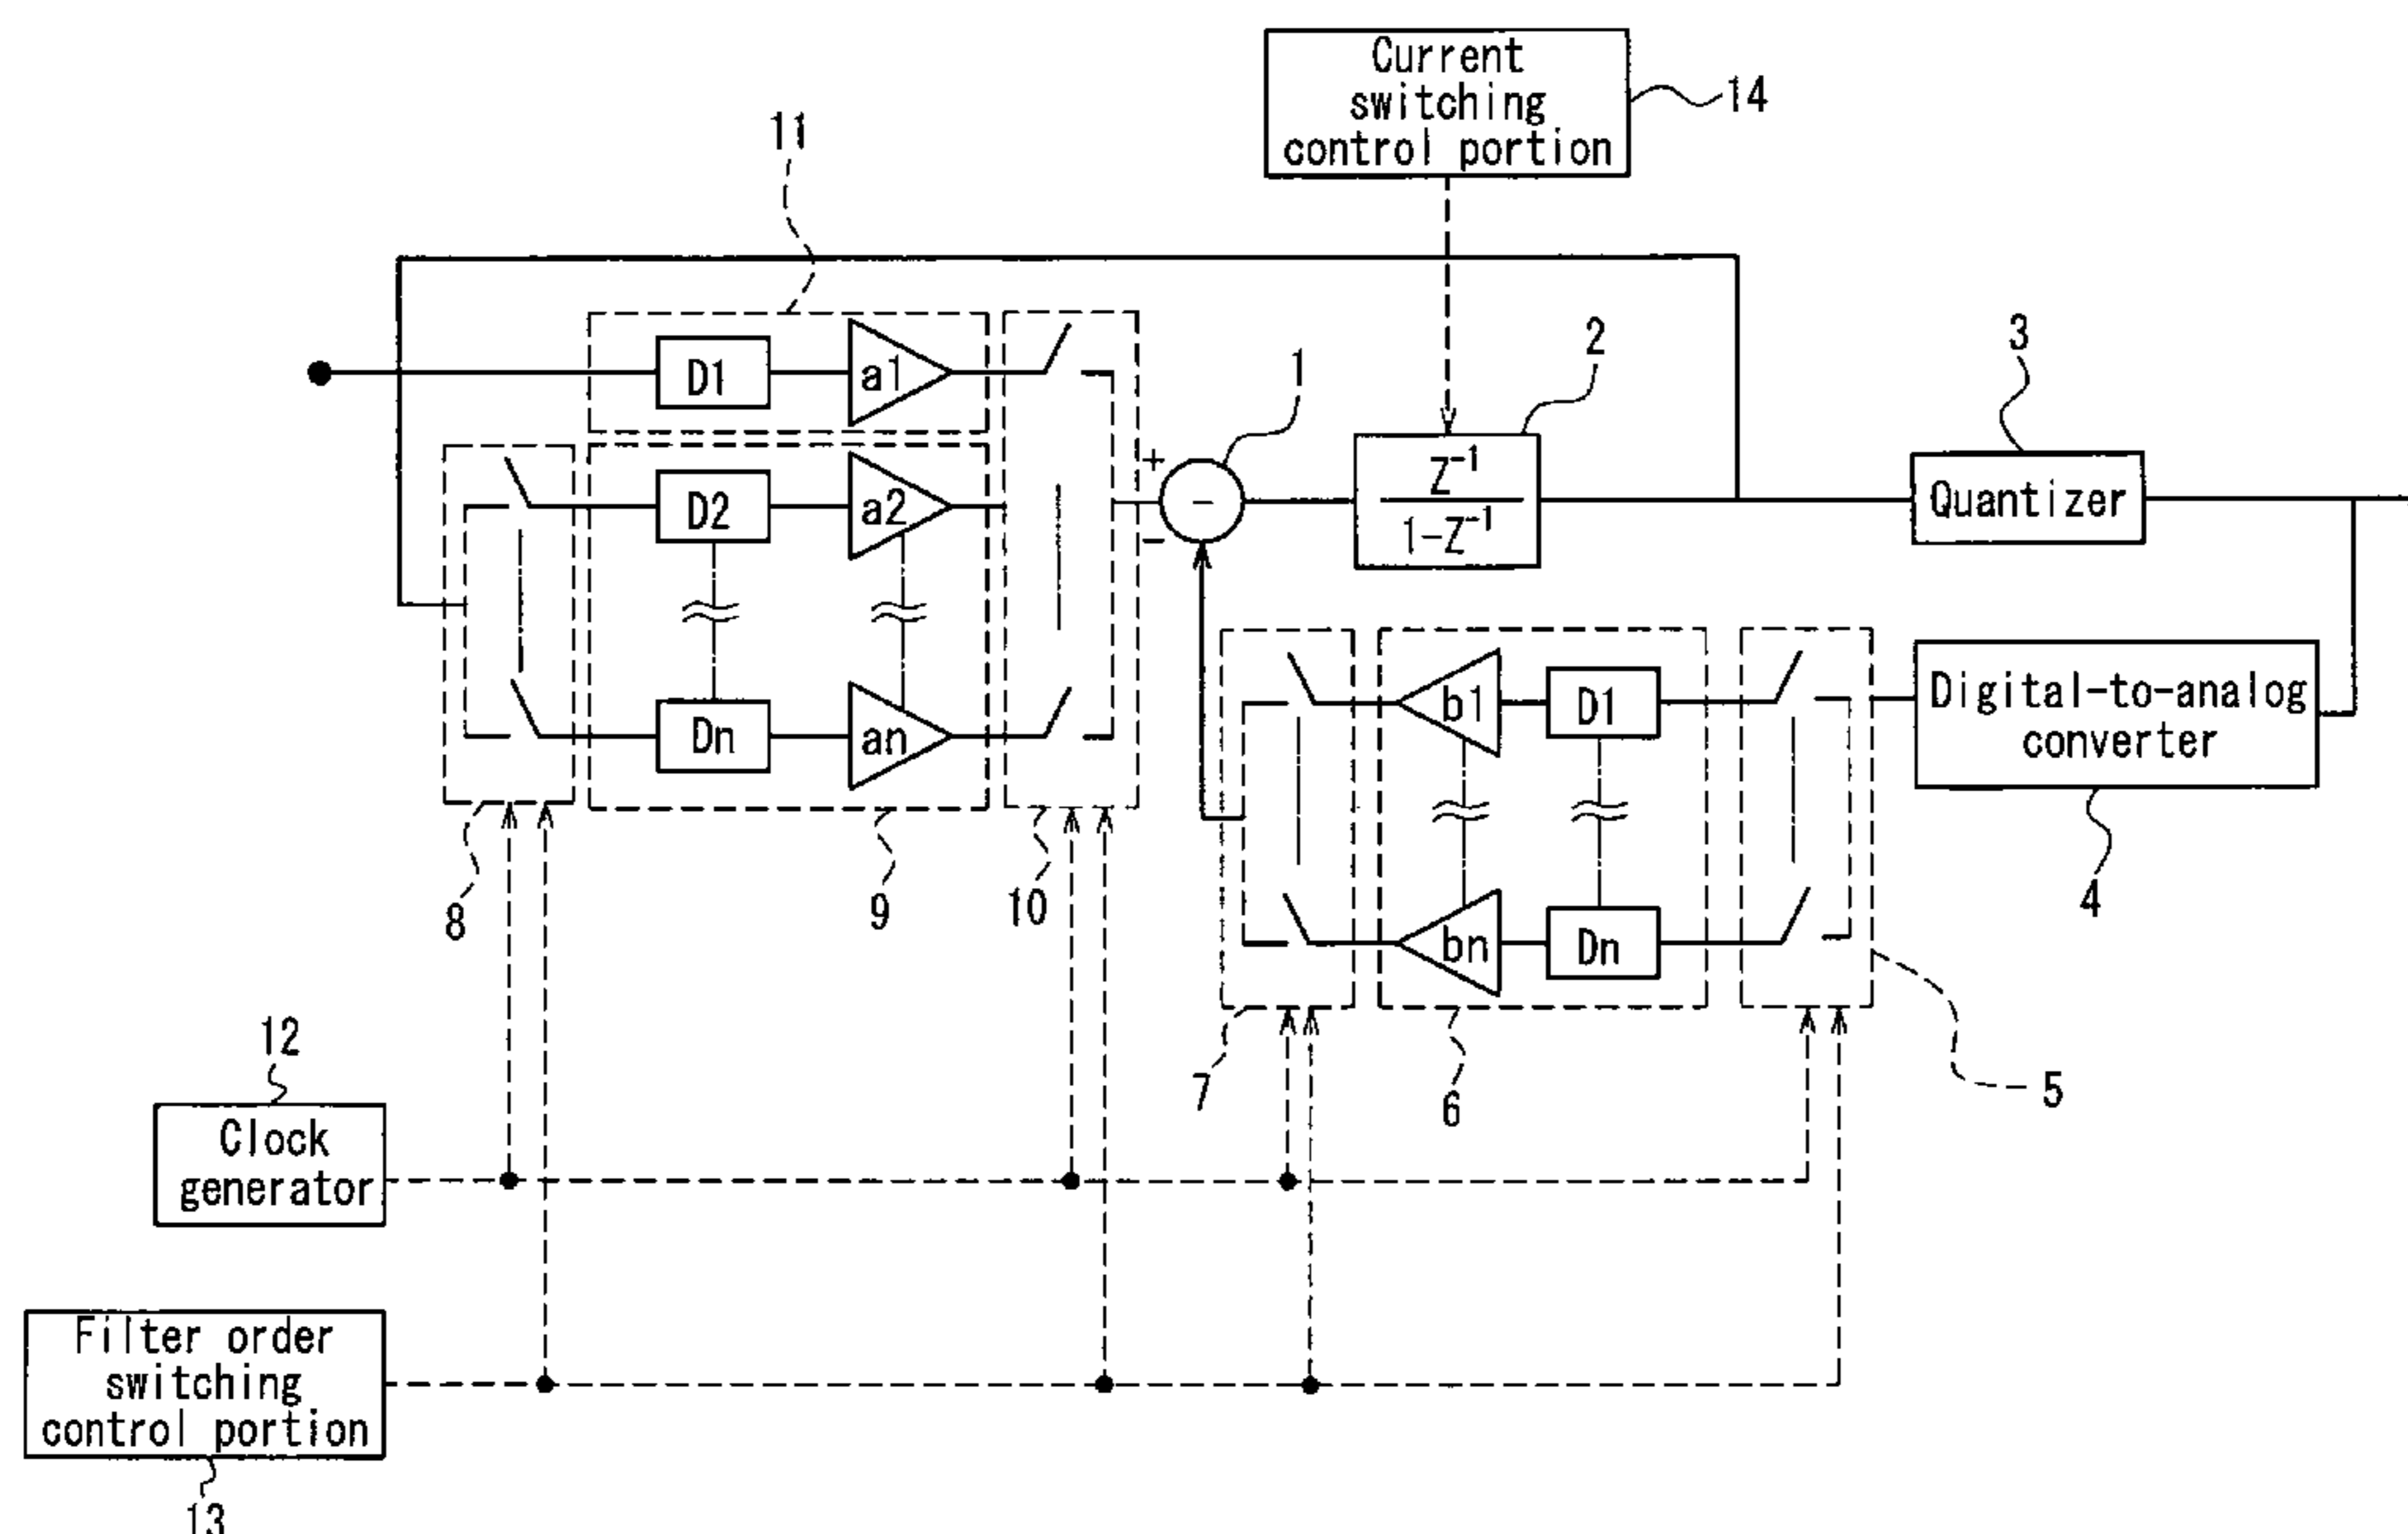 Current
switching
control portion
14
11
D1
a1
1
2
3
+
-
-
Z⁻¹
1-Z⁻¹
Quantizer
D2
a2
Dn
an
b1
D1
bn
Dn
Digital-to-analog
converter
8
9
10
4
7
6
5
12
Clock
generator
Filter order
switching
control portion
13